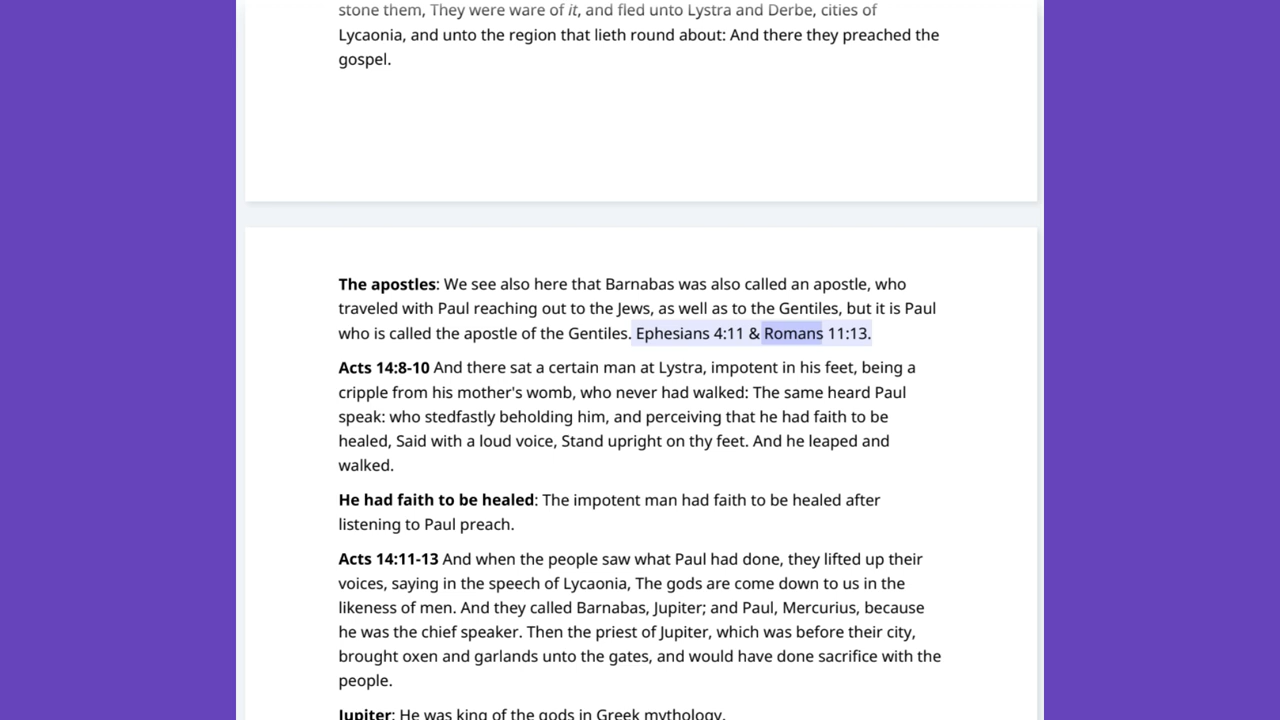 stone them, They were ware of it, and fled unto Lystra and Derbe, cities of
Lycaonia, and unto the region that lieth round about: And there they preached the
gospel.
The apostles: We see also here that Barnabas was also called an apostle, who
traveled with Paul reaching out to the Jews, as well as to the Gentiles, but it is Paul
who is called the apostle of the Gentiles. Ephesians 4:11 & Romans 11:13.
Acts 14:8-10 And there sat a certain man at Lystra, impotent in his feet, being a
cripple from his mother's womb, who never had walked: The same heard Paul
speak: who stedfastly beholding him, and perceiving that he had faith to be
healed, Said with a loud voice, Stand upright on thy feet. And he leaped and
walked.
He had faith to be healed: The impotent man had faith to be healed after
listening to Paul preach.
Acts 14:11-13 And when the people saw what Paul had done, they lifted up their
voices, saying in the speech of Lycaonia, The gods are come down to us in the
likeness of men. And they called Barnabas, Jupiter; and Paul, Mercurius, because
he was the chief speaker. Then the priest of Jupiter, which was before their city,
brought oxen and garlands unto the gates, and would have done sacrifice with the
people.
Jupiter: He was king of the gods in Greek mythology.